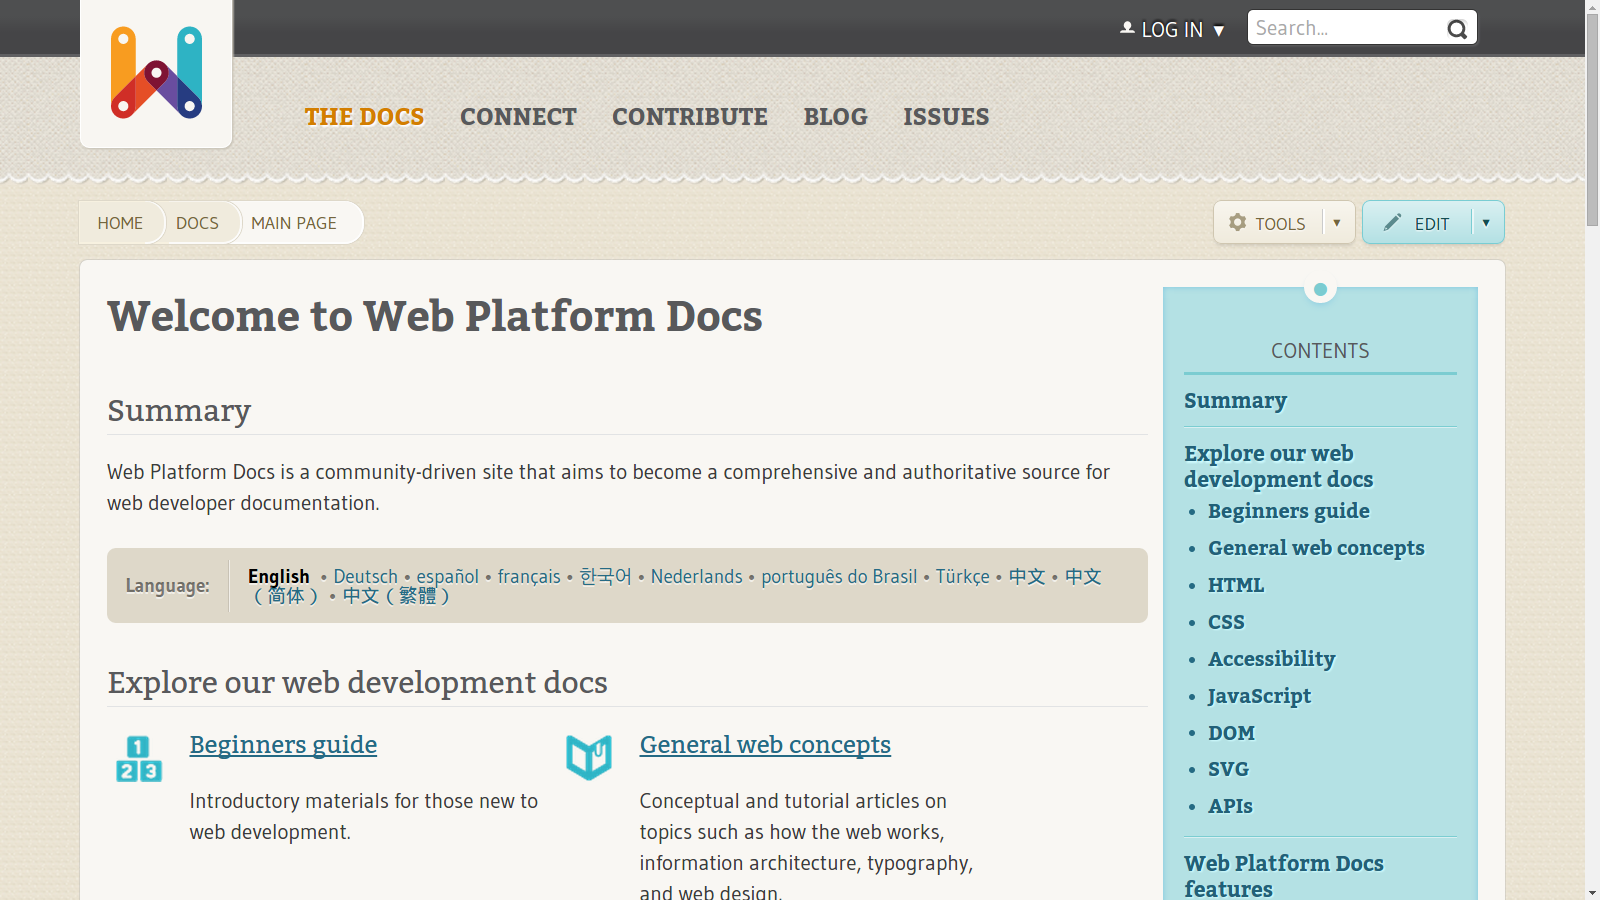 LOG IN ▼
Search...
THE DOCS CONNECT CONTRIBUTE BLOG ISSUES
HOME DOCS MAIN PAGE
TOOLS ▼ EDIT ▼
Welcome to Web Platform Docs
Summary
Web Platform Docs is a community-driven site that aims to become a comprehensive and authoritative source for
web developer documentation.
Language:
English • Deutsch • español • français • 한국어 • Nederlands • português do Brasil • Türkçe • 中文 • 中文
（简体） • 中文（繁體）
Explore our web development docs
1
2 3
Beginners guide
Introductory materials for those new to
web development.
General web concepts
Conceptual and tutorial articles on
topics such as how the web works,
information architecture, typography,
and web design.
CONTENTS
Summary
Explore our web
development docs
• Beginners guide
• General web concepts
• HTML
• CSS
• Accessibility
• JavaScript
• DOM
• SVG
• APIs
Web Platform Docs
features